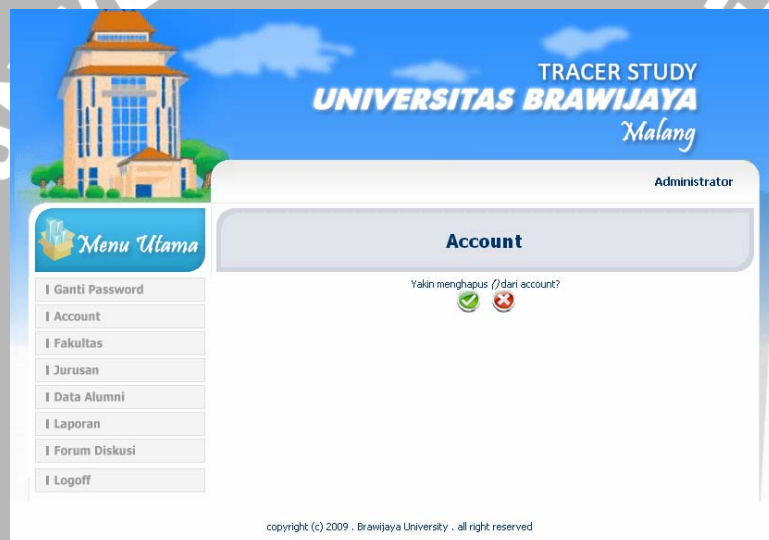 TRACER STUDY
UNIVERSITAS BRAWIJAYA
Malang
Administrator
Menu Utama
Account
Yakin menghapus () dari account?
Ganti Password
Account
Fakultas
Jurusan
Data Alumni
Laporan
Forum Diskusi
Logoff
copyright (c) 2009 . Brawijaya University . all right reserved